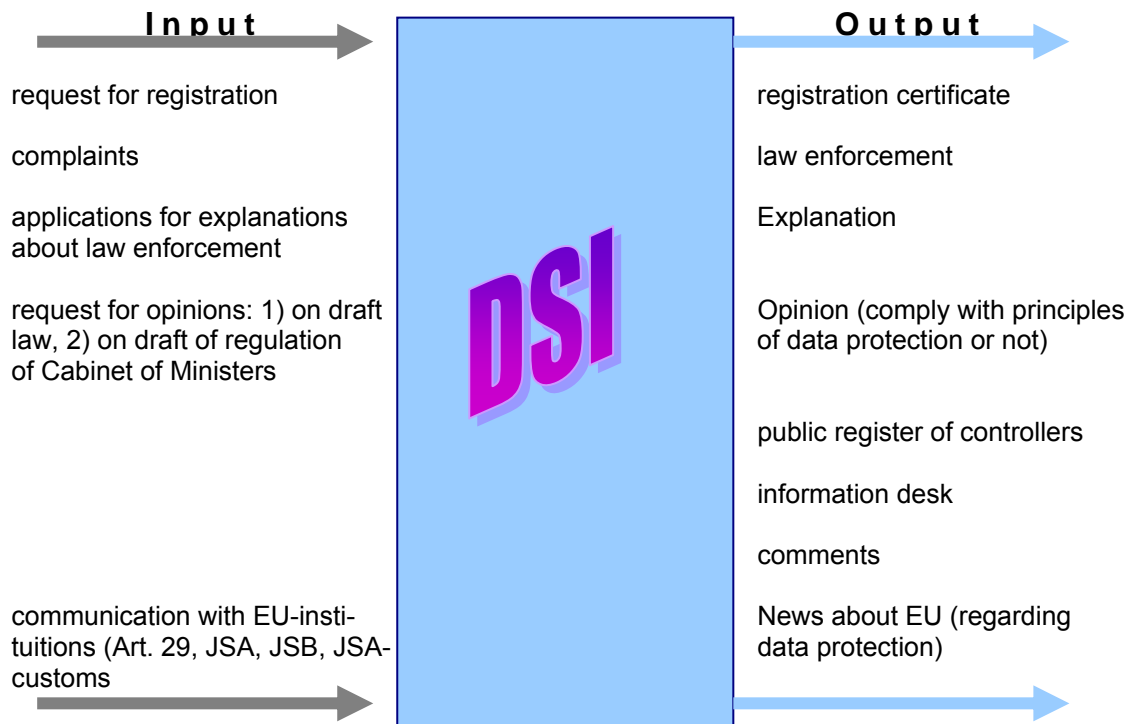 Input
request for registration
complaints
applications for explanations
about law enforcement
request for opinions: 1) on draft
law, 2) on draft of regulation
of Cabinet of Ministers
communication with EU-insti-
tuitions (Art. 29, JSA, JSB, JSA-
customs
DSI
Output
registration certificate
law enforcement
Explanation
Opinion (comply with principles
of data protection or not)
public register of controllers
information desk
comments
News about EU (regarding
data protection)